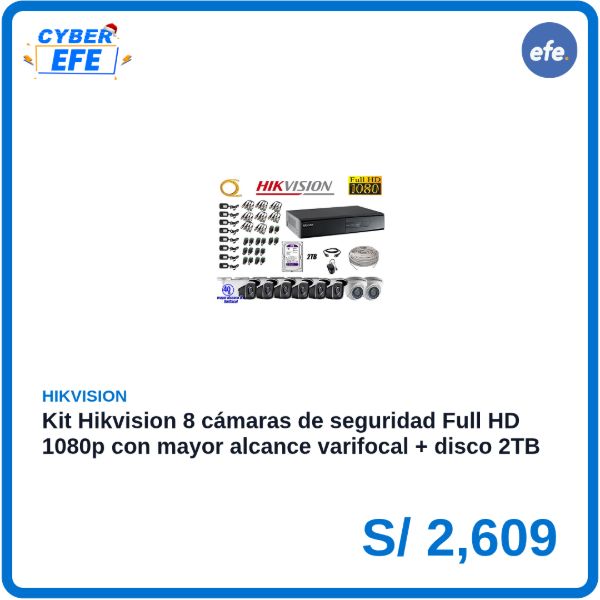 CYBER
EFE
efe.
HIKVISION
Full HD
1080
2TB
HIKVISION
Kit Hikvision 8 cámaras de seguridad Full HD
1080p con mayor alcance varifocal + disco 2TB
S/ 2,609